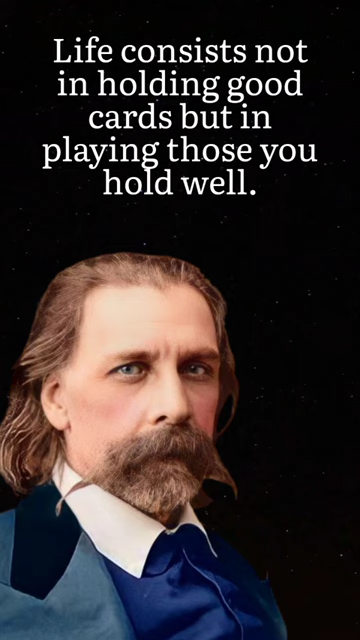 Life consists not
in holding good
cards but in
playing those you
hold well.